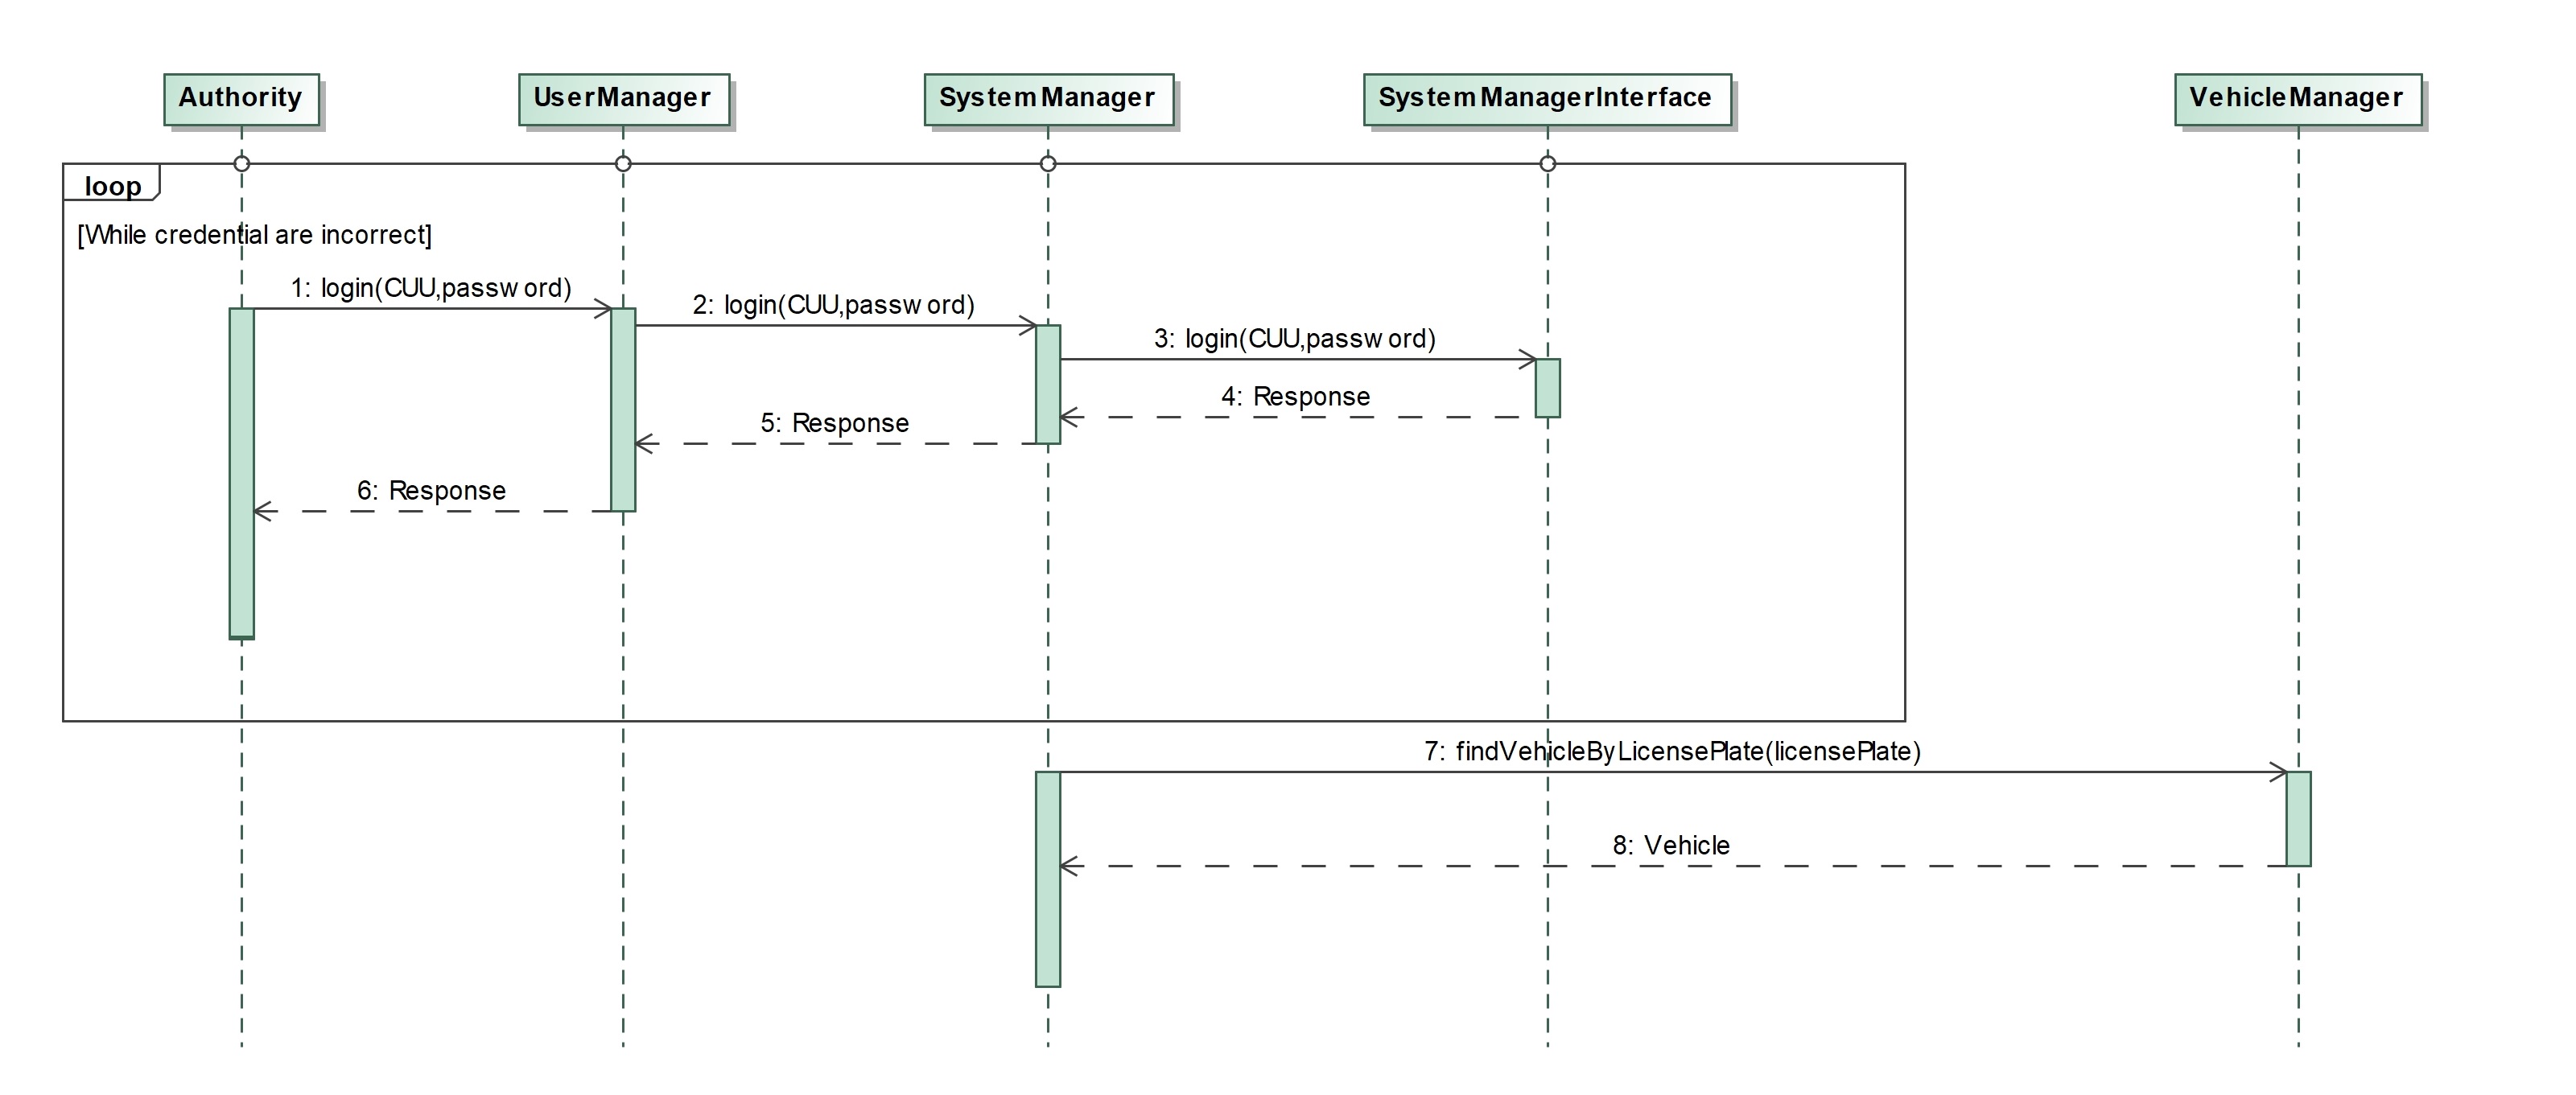 Authority
UserManager
SystemManager
SystemManagerInterface
VehicleManager
loop
[While credential are incorrect]
1: login(CUU,password)
2: login(CUU,password)
3: login(CUU,password)
4: Response
5: Response
6: Response
7: findVehicleByLicensePlate(licensePlate)
8: Vehicle